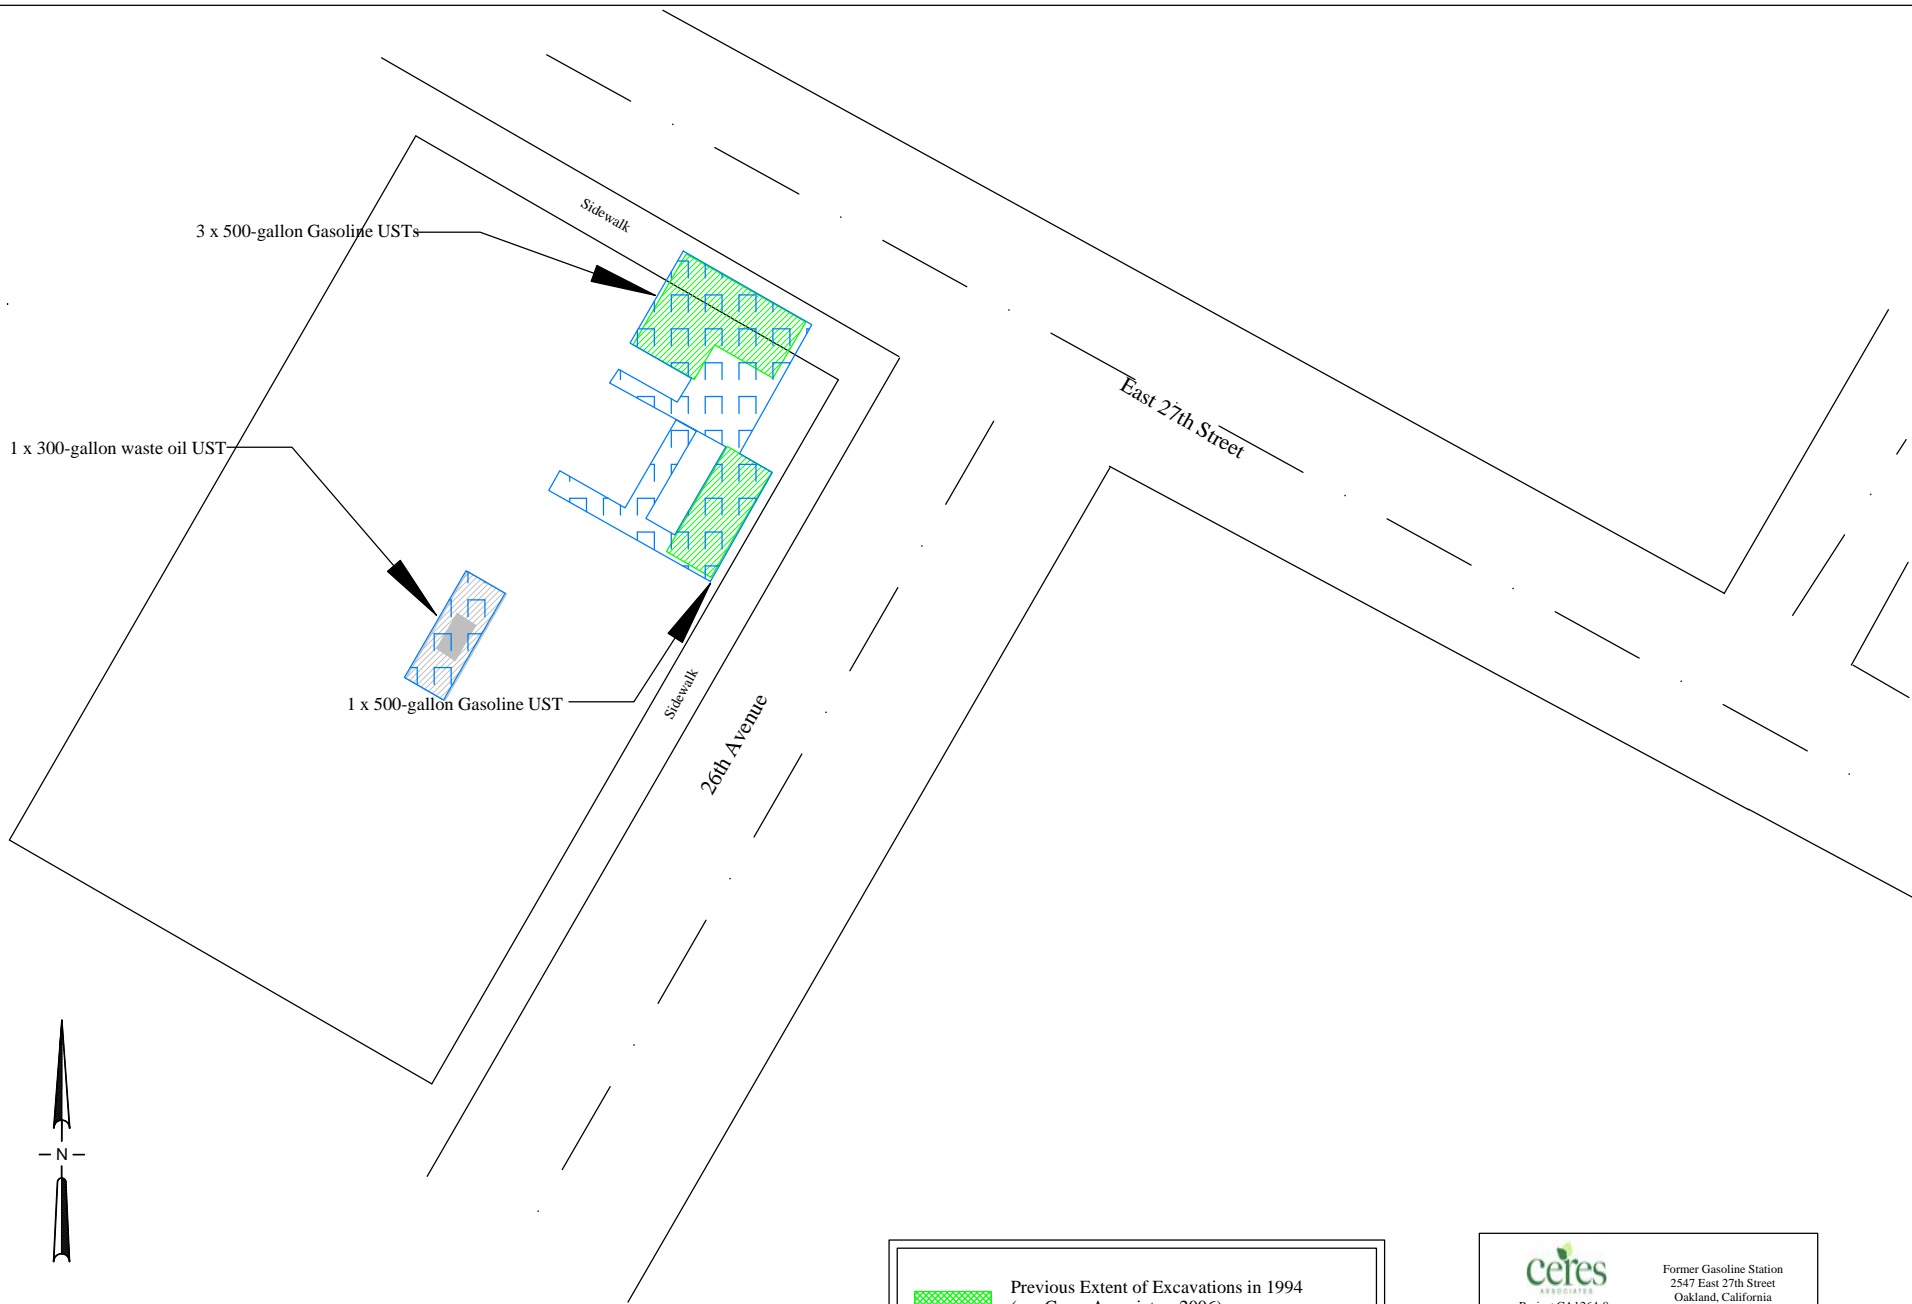 Sidewalk
3 x 500-gallon Gasoline USTs
East 27th Street
1 x 300-gallon waste oil UST
1 x 500-gallon Gasoline UST
Sidewalk
26th Avenue
N
Previous Extent of Excavations in 1994
ceres
ASSOCIATES
Former Gasoline Station
2547 East 27th Street
Oakland, California